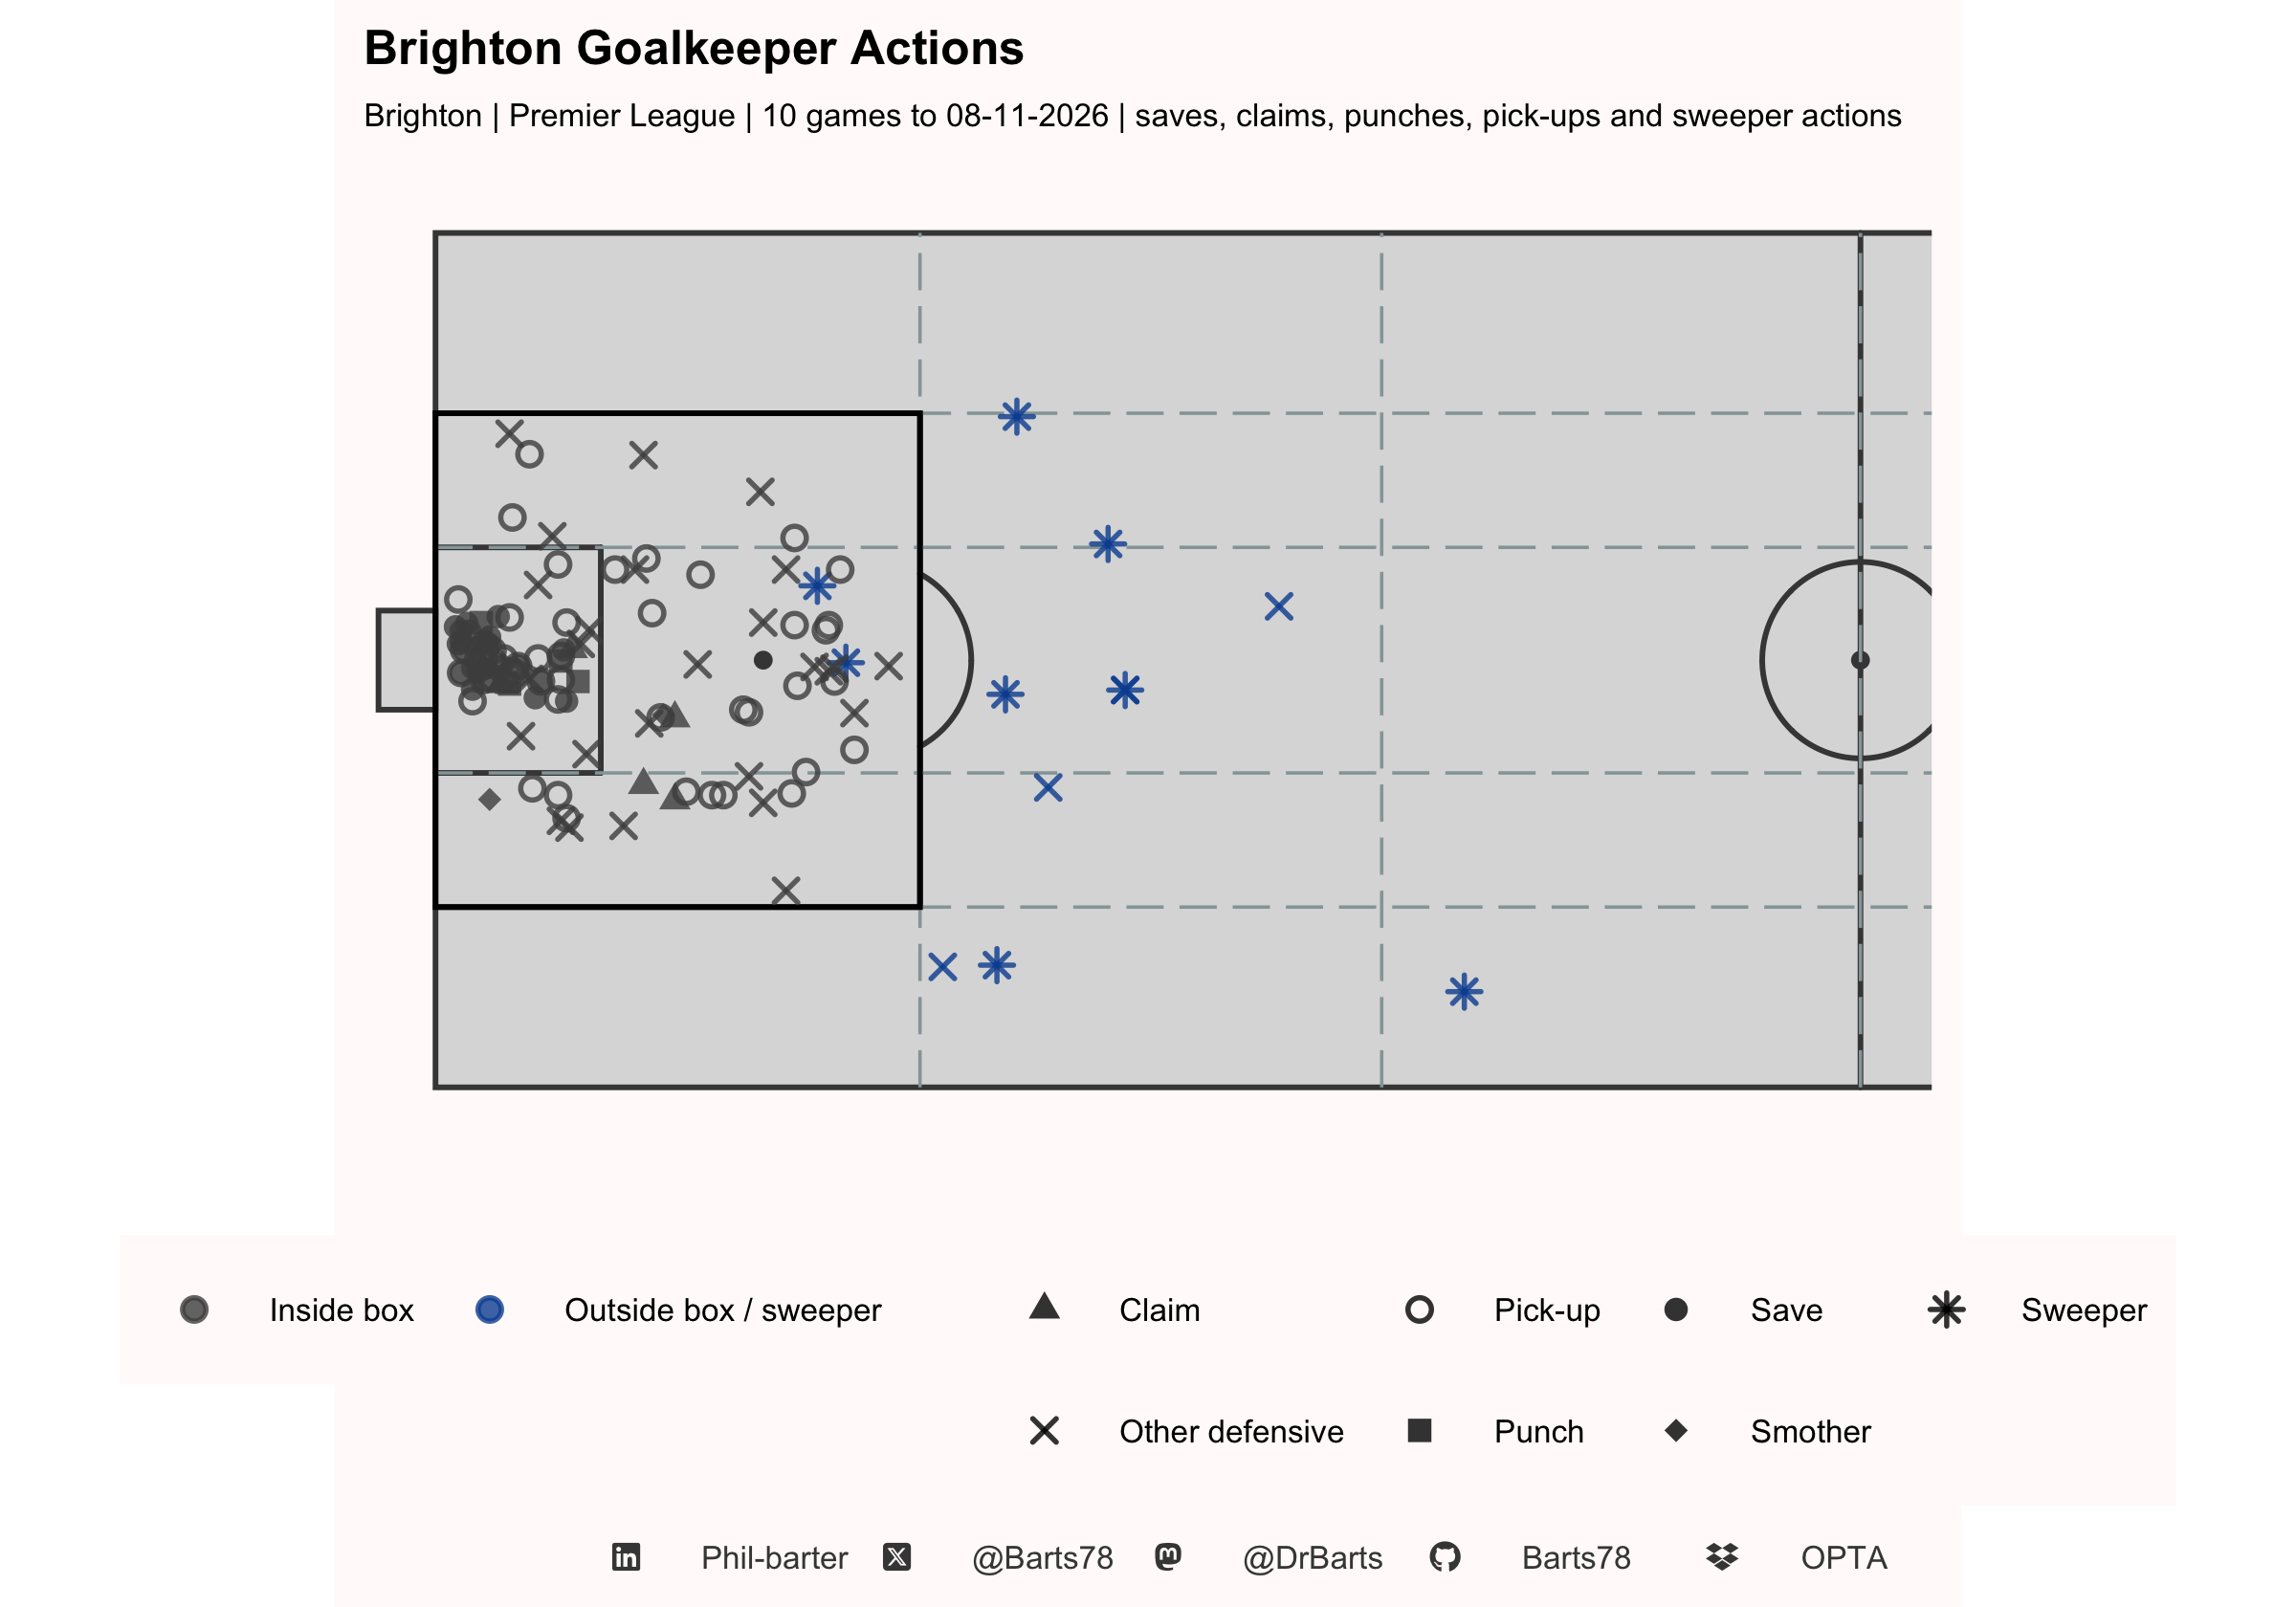 Brighton Goalkeeper Actions
Brighton | Premier League | 10 games to 08-11-2026 | saves, claims, punches, pick-ups and sweeper actions
Inside box Outside box / sweeper Claim Pick-up Save Sweeper
Other defensive Punch Smother
Phil-barter @Barts78 @DrBarts Barts78 OPTA